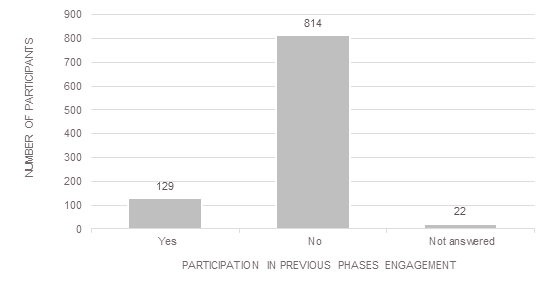 NUMBER OF PARTICIPANTS
900
800
700
600
500
400
300
200
100
0
129
814
22
Yes
No
Not answered
PARTICIPATION IN PREVIOUS PHASES ENGAGEMENT